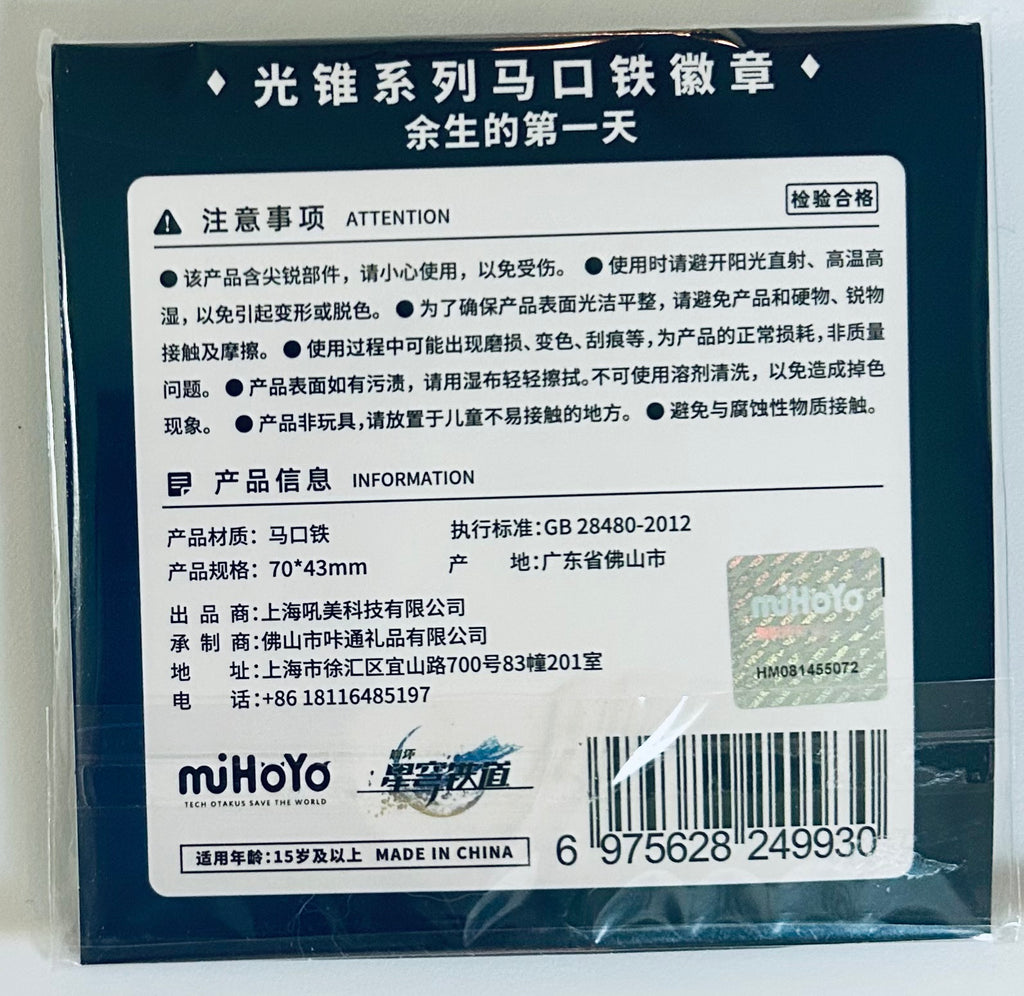 光锥系列马口铁徽章
余生的第一天
注意事项 ATTENTION
检验合格
●该产品含尖锐部件，请小心使用，以免受伤。 ●使用时请避开阳光直射、高温高
湿，以免引起变形或脱色。 ●为了确保产品表面光洁平整，请避免产品和硬物、锐物
接触及摩擦。 ●使用过程中可能出现磨损、变色、刮痕等，为产品的正常损耗，非质量
问题。 ●产品表面如有污渍，请用湿布轻轻擦拭。不可使用溶剂清洗，以免造成掉色
现象。 ●产品非玩具，请放置于儿童不易接触的地方。 ●避免与腐蚀性物质接触。
产品信息 INFORMATION
产品材质：马口铁 执行标准：GB 28480-2012
产品规格：70*43mm 产 地：广东省佛山市
出品商：上海吼美科技有限公司
承制商：佛山市咔通礼品有限公司
地 址：上海市徐汇区宜山路700号83幢201室
电 话：+86 18116485197
miHoYo
HM081455072
miHoYo
TECH OTAKUS SAVE THE WORLD
崩坏
星穹铁道
适用年龄：15岁及以上 MADE IN CHINA
6 975628 249930